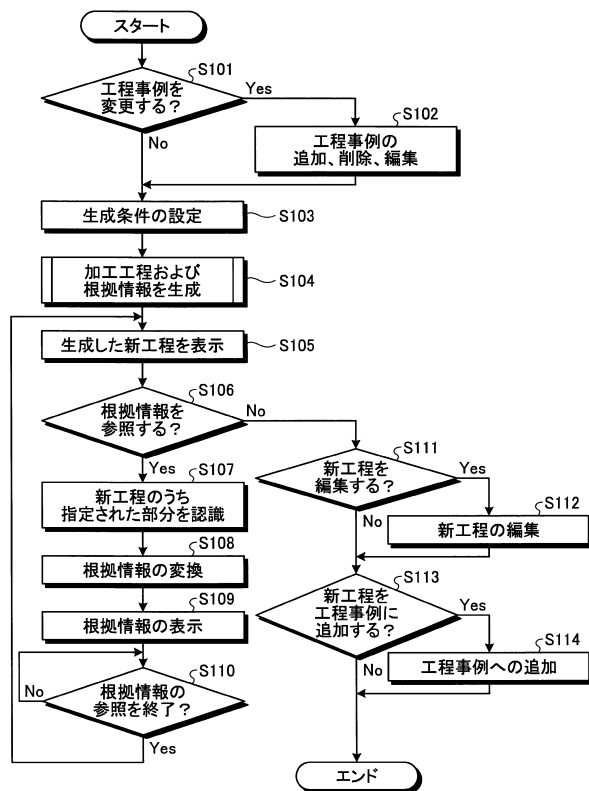 スタート
S101
工程事例を
変更する?
Yes
No
S102
工程事例の
追加、削除、編集
生成条件の設定
S103
加工工程および
根拠情報を生成
S104
生成した新工程を表示
S105
S106
根拠情報を
参照する?
No
Yes
S107
新工程のうち
指定された部分を認識
S108
根拠情報の変換
S109
根拠情報の表示
S110
根拠情報の
参照を終了?
No
Yes
S111
新工程を
編集する?
Yes
No
S112
新工程の編集
S113
新工程を
工程事例に
追加する?
Yes
No
S114
工程事例への追加
エンド